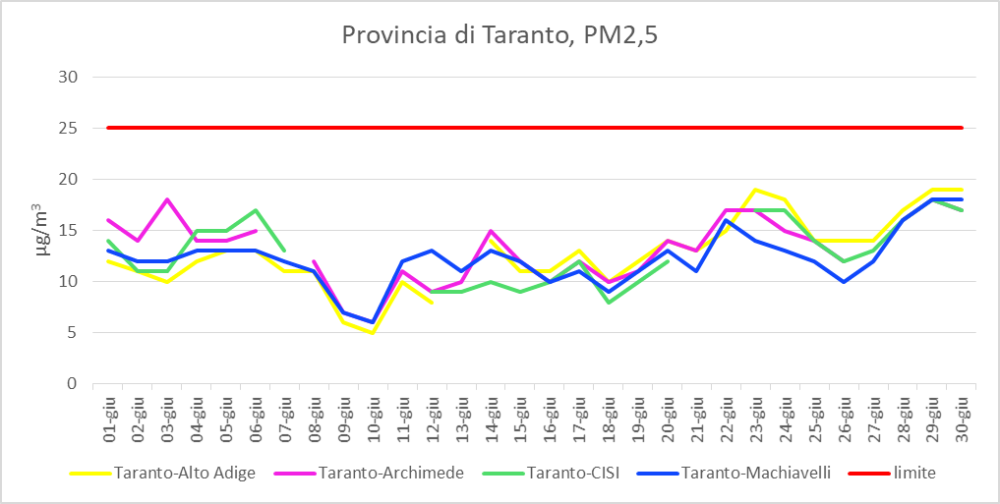 Provincia di Taranto, PM2,5
30
25
20
15
10
5
0
µg/m³
01-giu
02-giu
03-giu
04-giu
05-giu
06-giu
07-giu
08-giu
09-giu
10-giu
11-giu
12-giu
13-giu
14-giu
15-giu
16-giu
17-giu
18-giu
19-giu
20-giu
21-giu
22-giu
23-giu
24-giu
25-giu
26-giu
27-giu
28-giu
29-giu
30-giu
Taranto-Alto Adige Taranto-Archimede Taranto-CISI Taranto-Machiavelli limite